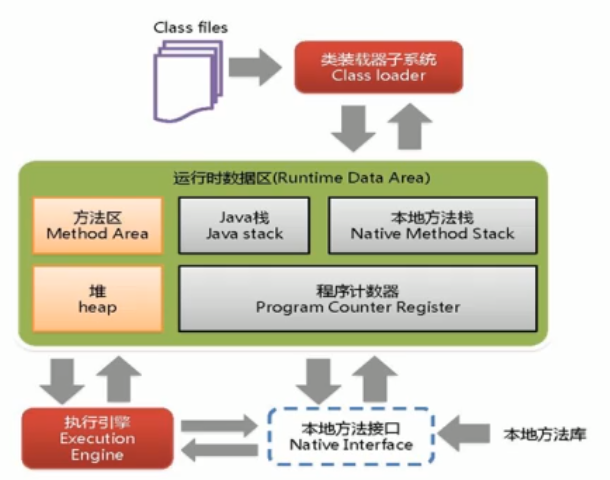 Class files
类装载器子系统
Class loader
运行时数据区(Runtime Data Area)
方法区
Method Area
Java栈
Java stack
本地方法栈
Native Method Stack
堆
heap
程序计数器
Program Counter Register
执行引擎
Execution
Engine
本地方法接口
Native Interface
本地方法库